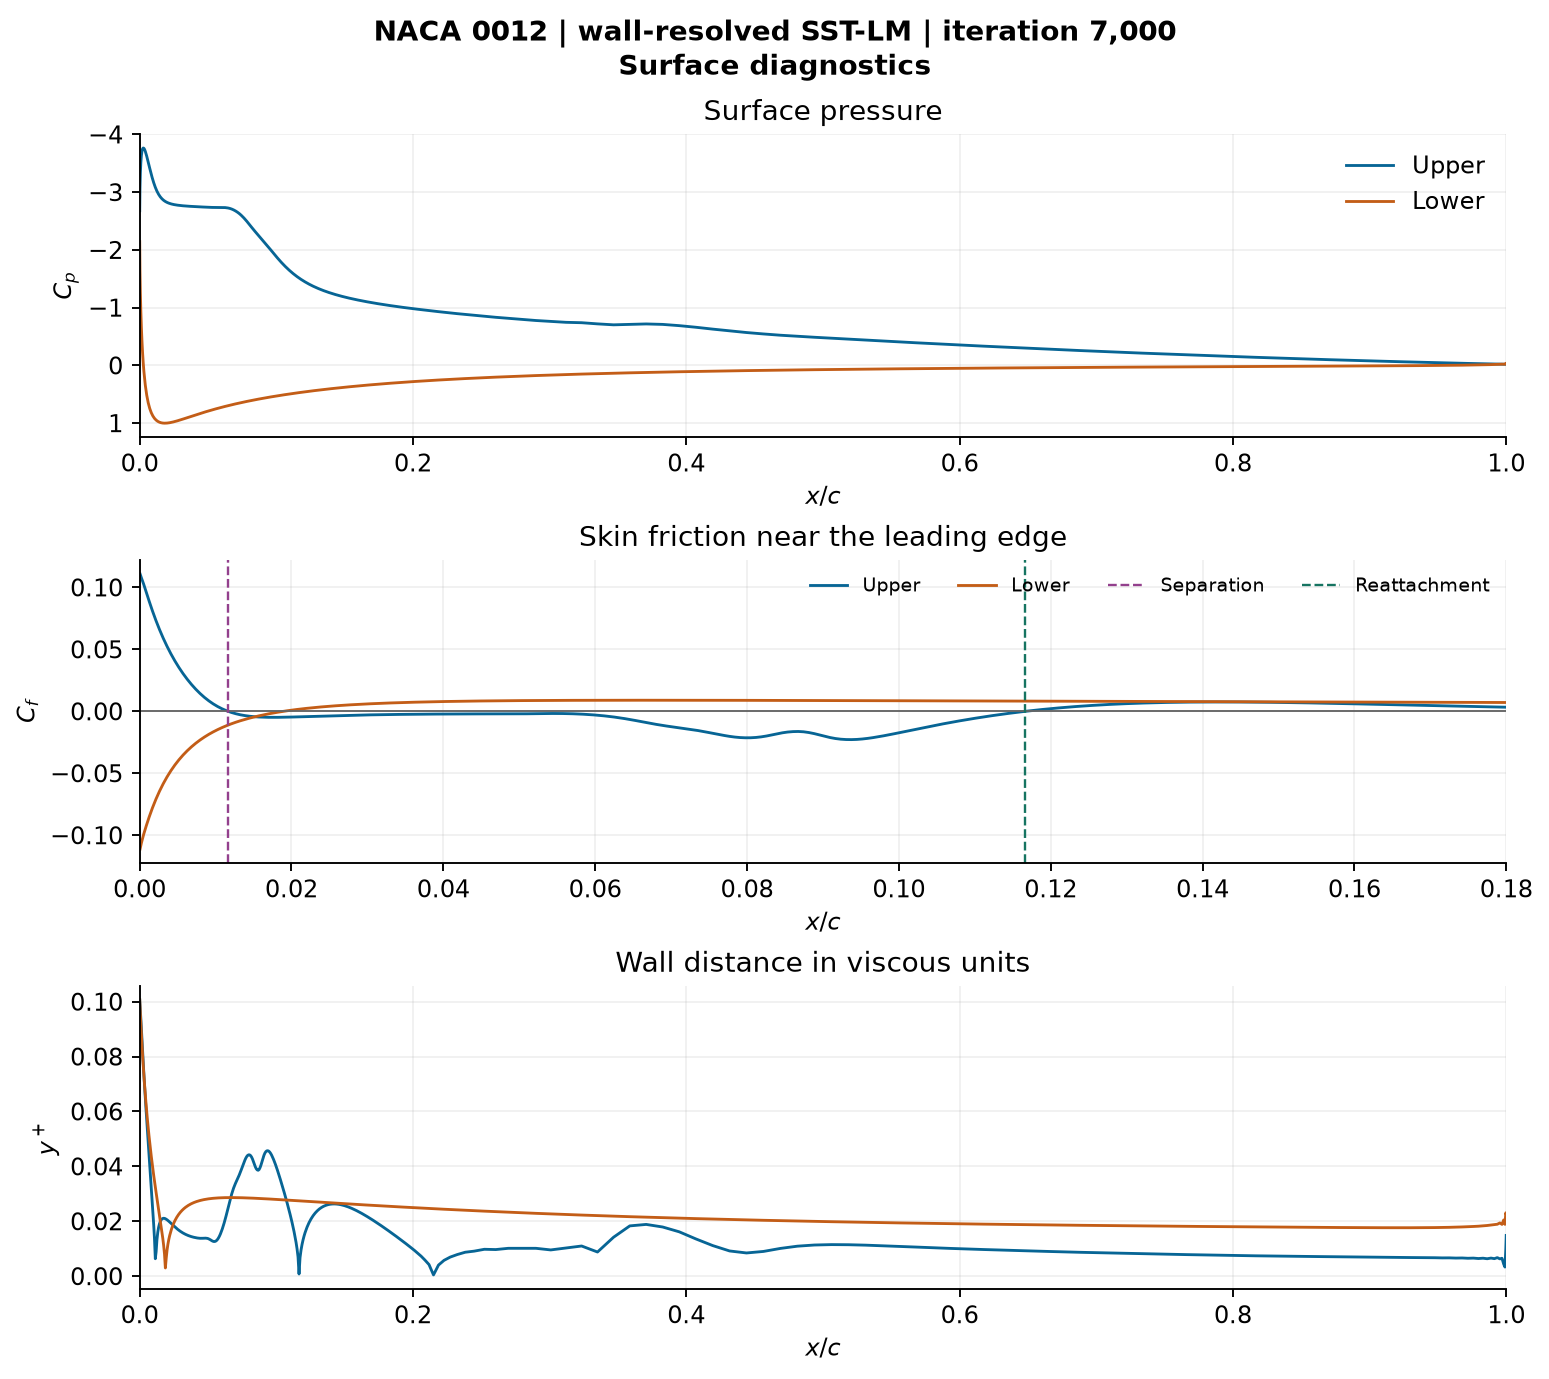 NACA 0012 | wall-resolved SST-LM | iteration 7,000
Surface diagnostics
Surface pressure
−4
−3
−2
−1
0
1
Cp
Upper
Lower
0.0 0.2 0.4 0.6 0.8 1.0
x/c
Skin friction near the leading edge
0.10
0.05
0.00
−0.05
−0.10
Cf
Upper Lower Separation Reattachment
0.00 0.02 0.04 0.06 0.08 0.10 0.12 0.14 0.16 0.18
x/c
Wall distance in viscous units
0.10
0.08
0.06
0.04
0.02
0.00
y+
0.0 0.2 0.4 0.6 0.8 1.0
x/c